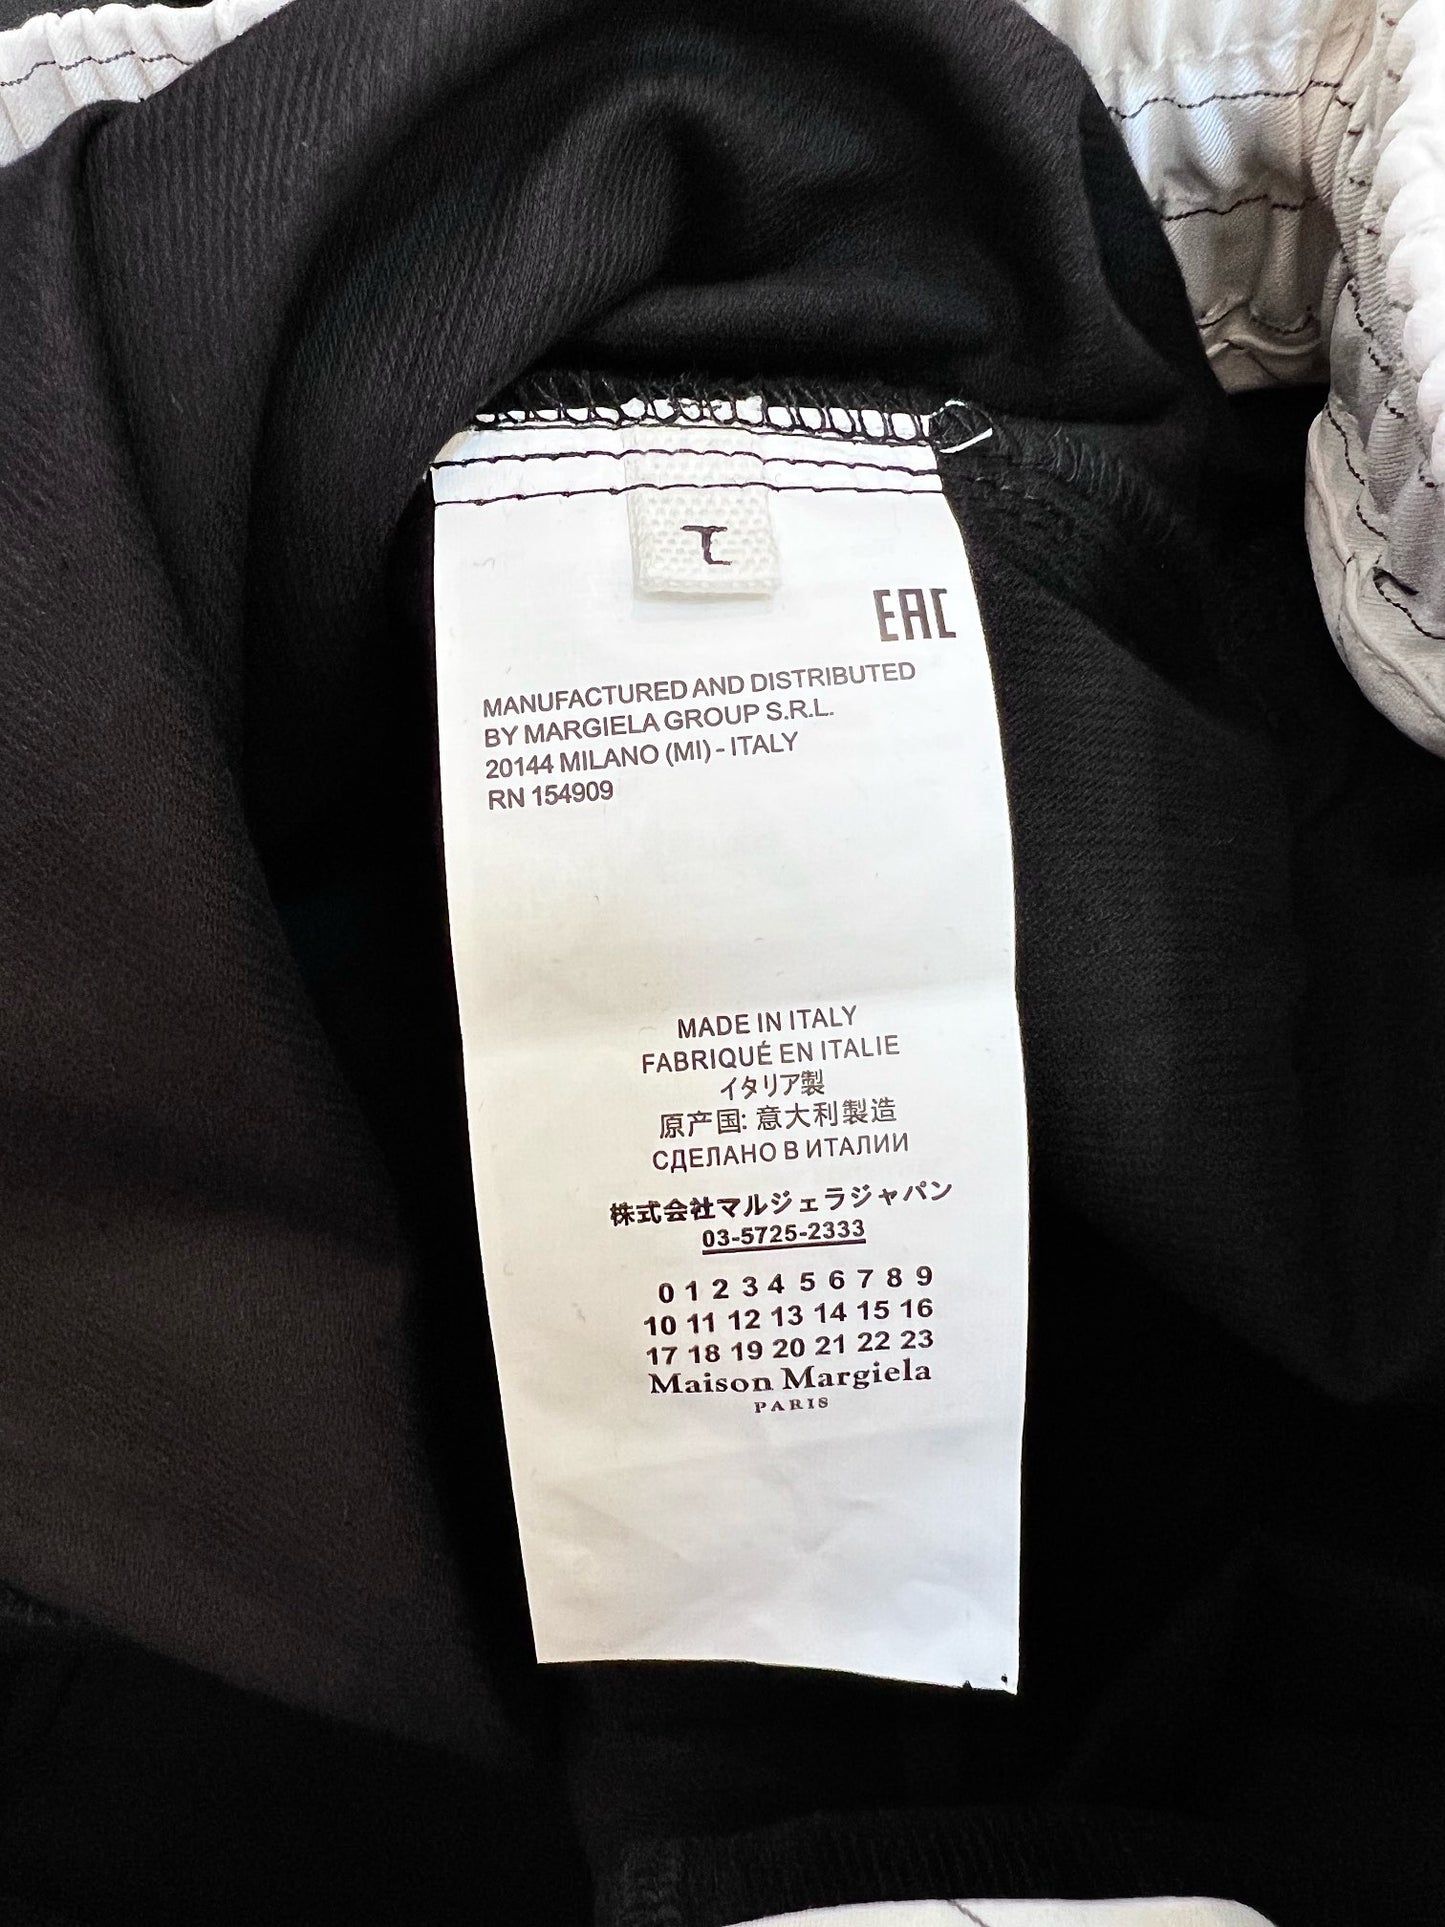 L
EAC
MANUFACTURED AND DISTRIBUTED
BY MARGIELA GROUP S.R.L.
20144 MILANO (MI) - ITALY
RN 154909
MADE IN ITALY
FABRIQUÉ EN ITALIE
イタリア製
原产国: 意大利製造
СДЕЛАНО В ИТАЛИИ
株式会社マルジェラジャパン
03-5725-2333
0 1 2 3 4 5 6 7 8 9
10 11 12 13 14 15 16
17 18 19 20 21 22 23
Maison Margiela
PARIS